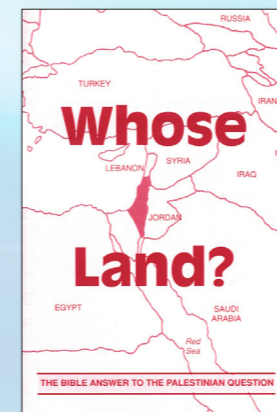 RUSSIA
TURKEY
IRAN
Whose
LEBANON
SYRIA
IRAQ
JORDAN
Land?
EGYPT
SAUDI
ARABIA
Red
Sea
THE BIBLE ANSWER TO THE PALESTINIAN QUESTION